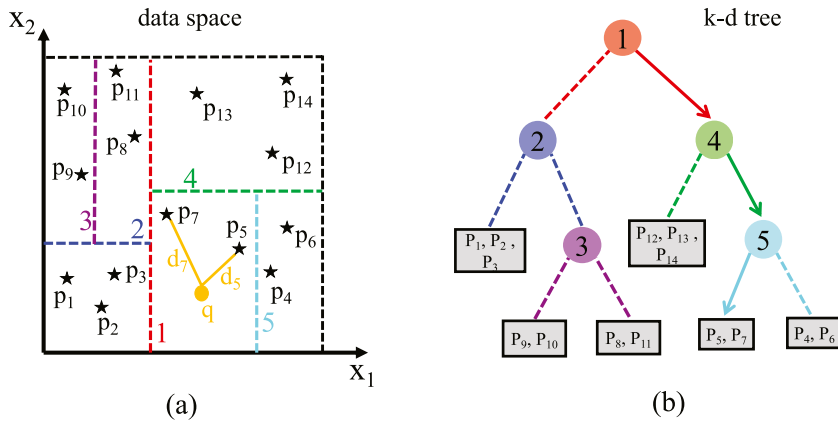 data space
k-d tree
x₂
x₁
p₁₁
p₁₀
p₁₃
p₁₄
p₈
p₁₂
p₉
4
3
2
p₇
p₅
p₆
d₇
d₅
p₃
p₄
p₁
p₂
q
1
5
1
2
4
P₁, P₂ ,
P₃
3
P₁₂, P₁₃ ,
P₁₄
5
P₉, P₁₀
P₈, P₁₁
P₅, P₇
P₄, P₆
(a)
(b)